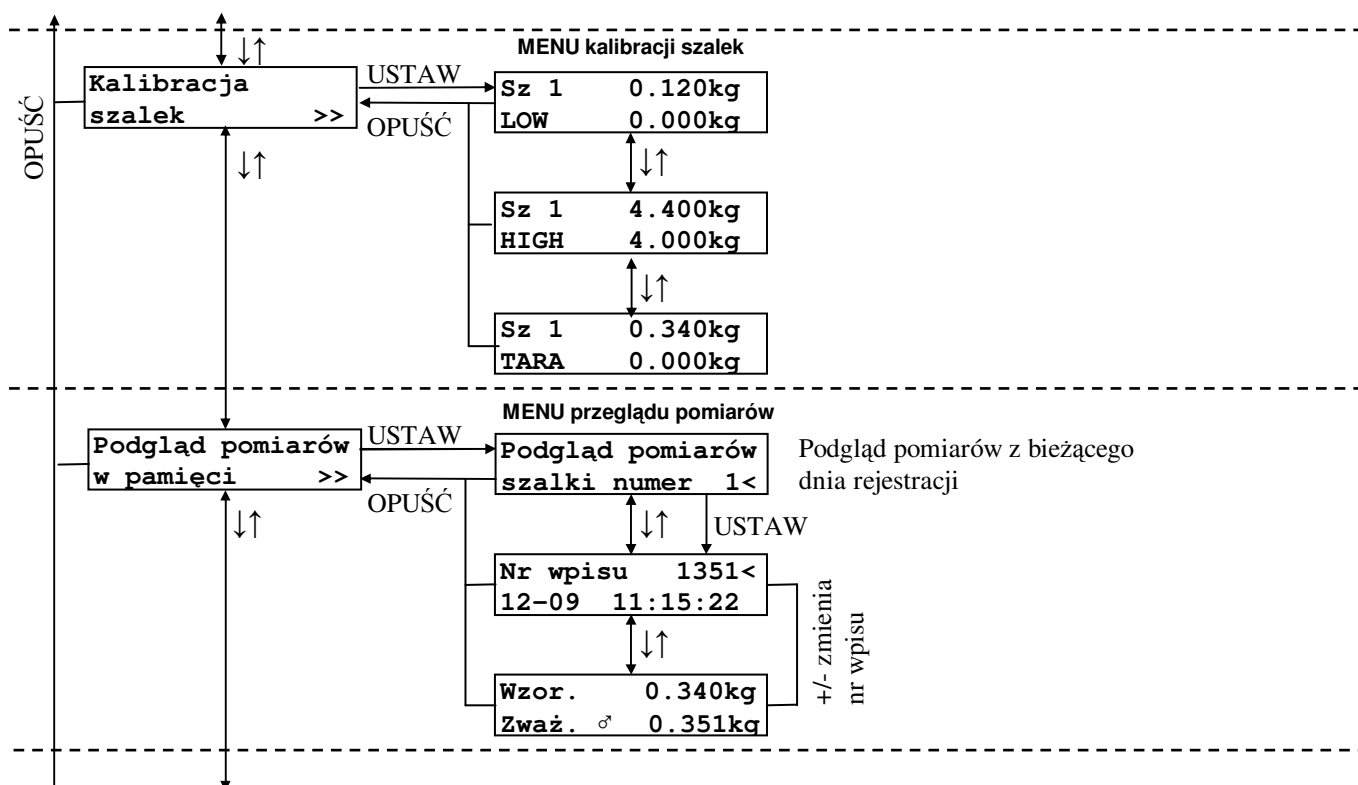 ↓↑
MENU kalibracji szalek
OPUŚĆ
Kalibracja
szalek >>
USTAW
OPUŚĆ
Sz 1 0.120kg
LOW 0.000kg
↓↑
↓↑
Sz 1 4.400kg
HIGH 4.000kg
↓↑
Sz 1 0.340kg
TARA 0.000kg
MENU przeglądu pomiarów
Podgląd pomiarów
w pamięci >>
USTAW
OPUŚĆ
Podgląd pomiarów
szalki numer 1<
Podgląd pomiarów z bieżącego
dnia rejestracji
↓↑
↓↑
USTAW
Nr wpisu 1351<
12-09 11:15:22
↓↑
+/- zmienia
nr wpisu
Wzor. 0.340kg
Zważ. ♂ 0.351kg